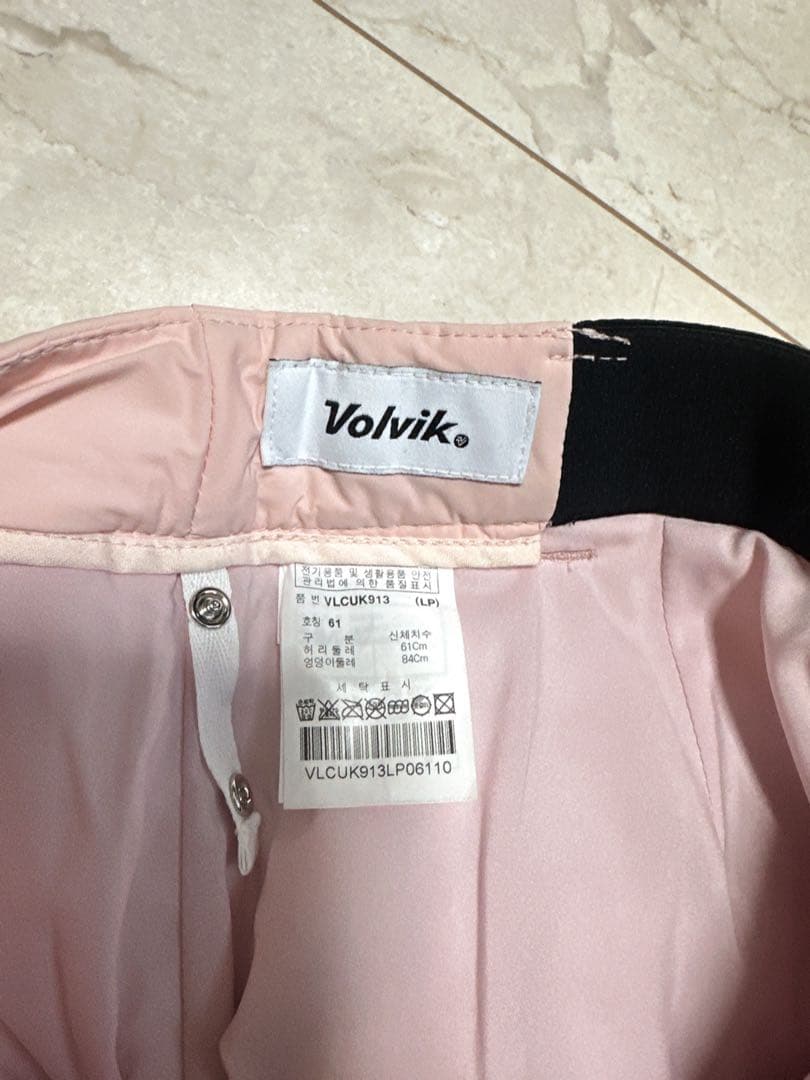 Volvik
전기용품 및 생활용품 안전
관리법에 의한 품질표시
품 번 VLCUK913 (LP)
호칭 61
구 분 신체치수
허리둘레 61Cm
엉덩이둘레 84Cm
세 탁 표 시
VLCUK913LP06110